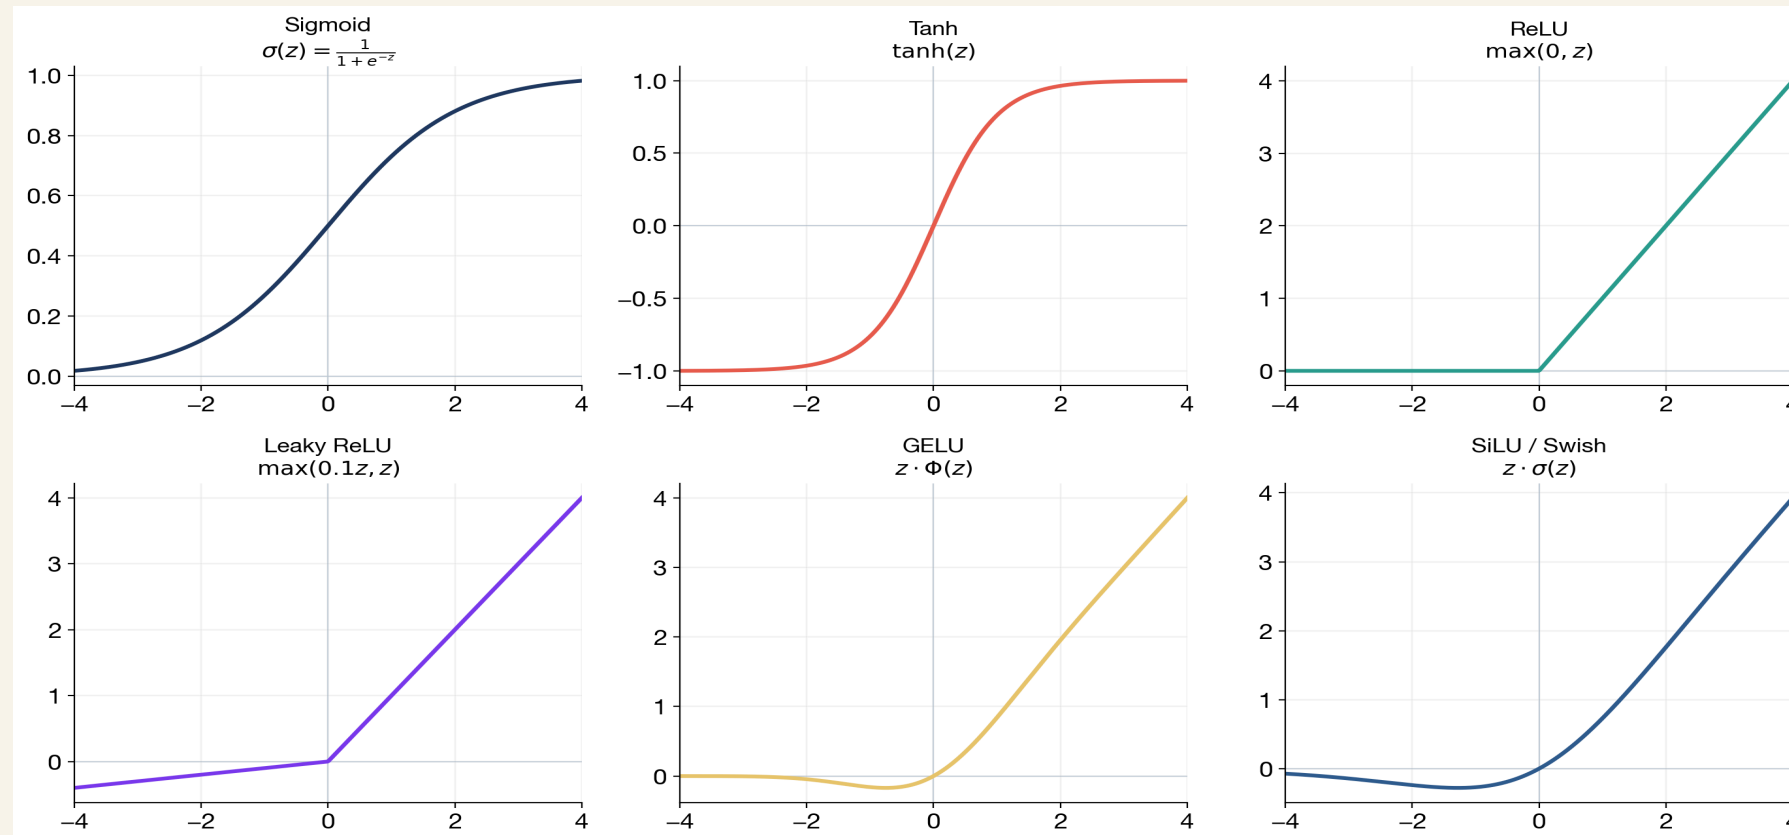 Sigmoid
σ(z) = 1/(1 + e^{−z})
1.0
0.8
0.6
0.4
0.2
0.0
−4 −2 0 2 4
Tanh
tanh(z)
1.0
0.5
0.0
−0.5
−1.0
−4 −2 0 2 4
ReLU
max(0, z)
4
3
2
1
0
−4 −2 0 2 4
Leaky ReLU
max(0.1z, z)
4
3
2
1
0
−4 −2 0 2 4
GELU
z · Φ(z)
4
3
2
1
0
−4 −2 0 2 4
SiLU / Swish
z · σ(z)
4
3
2
1
0
−4 −2 0 2 4